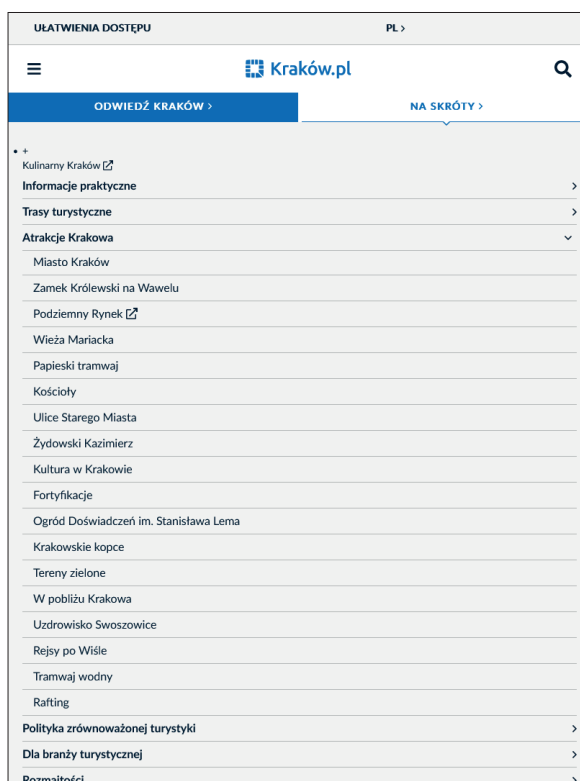 UŁATWIENIA DOSTĘPU
PL >
Kraków.pl
ODWIEDŹ KRAKÓW >
NA SKRÓTY >
+
Kulinarny Kraków
Informacje praktyczne
Trasy turystyczne
Atrakcje Krakowa
Miasto Kraków
Zamek Królewski na Wawelu
Podziemny Rynek
Wieża Mariacka
Papieski tramwaj
Kościoły
Ulice Starego Miasta
Żydowski Kazimierz
Kultura w Krakowie
Fortyfikacje
Ogród Doświadczeń im. Stanisława Lema
Krakowskie kopce
Tereny zielone
W pobliżu Krakowa
Uzdrowisko Swoszowice
Rejsy po Wiśle
Tramwaj wodny
Rafting
Polityka zrównoważonej turystyki
Dla branży turystycznej
Rozmaitości